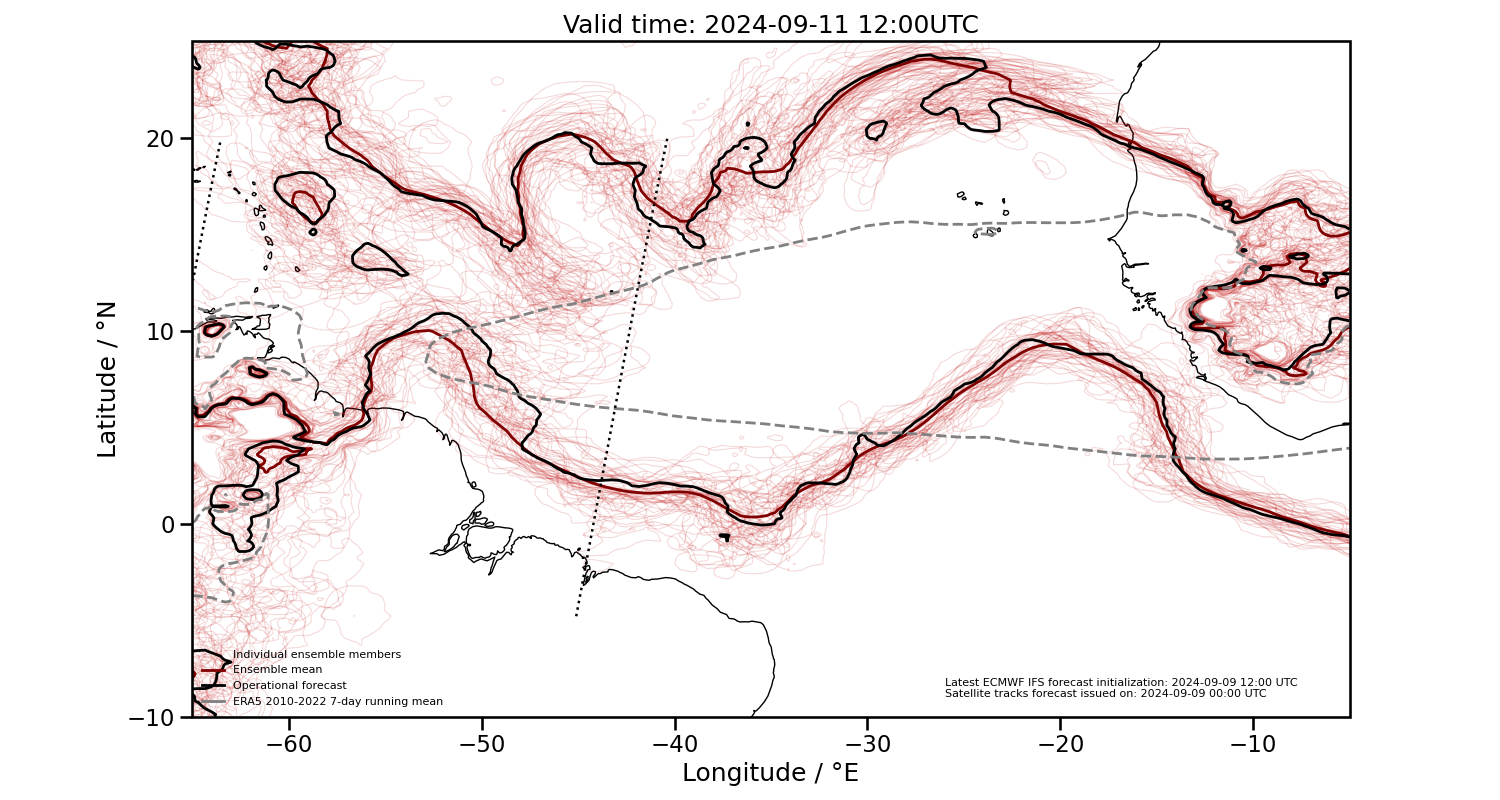 Valid time: 2024-09-11 12:00UTC
Latitude / °N
20
10
0
−10
Individual ensemble members
Ensemble mean
Operational forecast
ERA5 2010-2022 7-day running mean
Latest ECMWF IFS forecast initialization: 2024-09-09 12:00 UTC
Satellite tracks forecast issued on: 2024-09-09 00:00 UTC
−60
−50
−40
−30
−20
−10
Longitude / °E